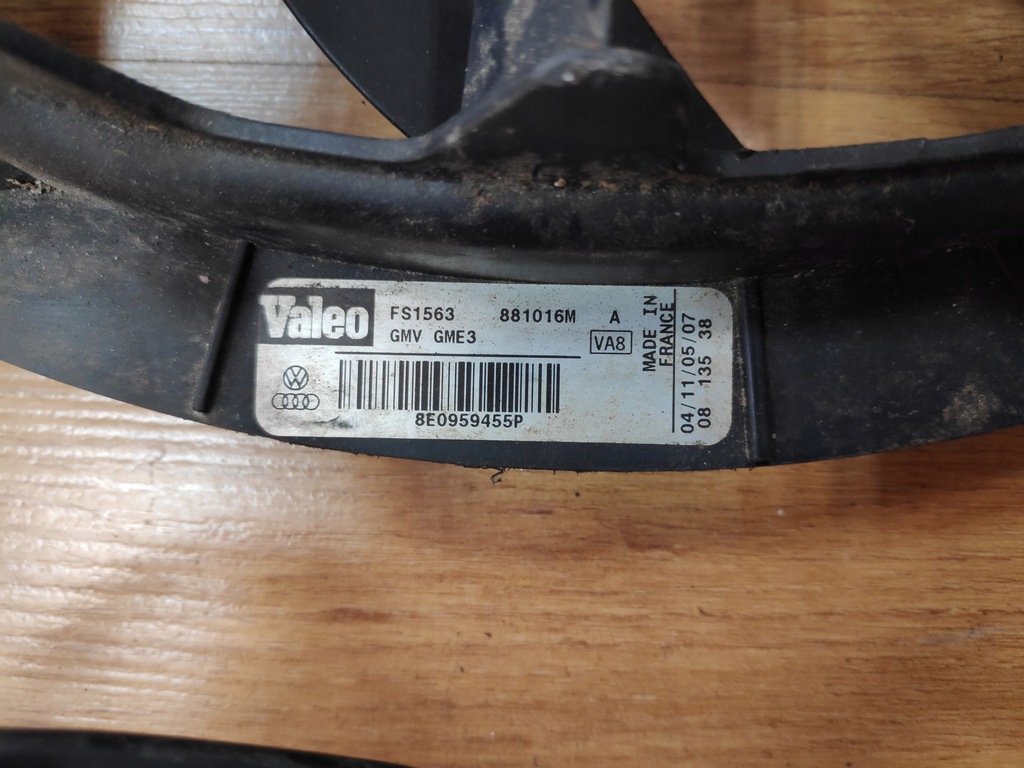 Valeo
FS1563 881016M A
GMV GME3 VA8
8E0959455P
MADE IN
FRANCE
04/11/05/07
08 135 38